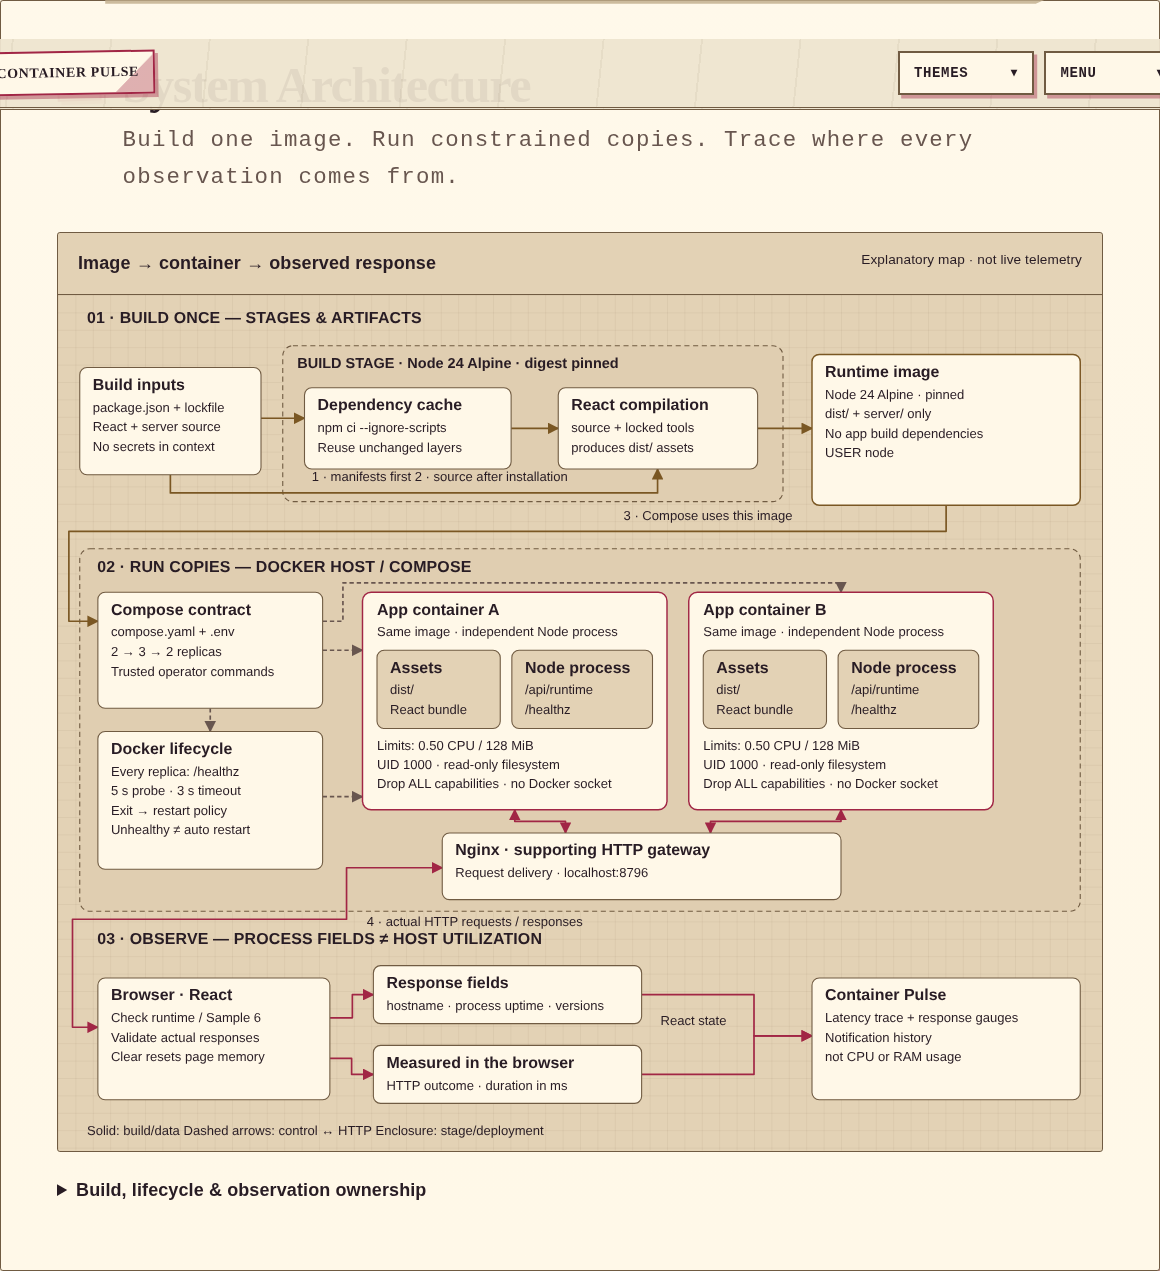 CONTAINER PULSE
System Architecture
THEMES ▼
MENU ▼
Build one image. Run constrained copies. Trace where every
observation comes from.
Image → container → observed response
Explanatory map · not live telemetry
01 · BUILD ONCE — STAGES & ARTIFACTS
Build inputs
package.json + lockfile
React + server source
No secrets in context
BUILD STAGE · Node 24 Alpine · digest pinned
Dependency cache
npm ci --ignore-scripts
Reuse unchanged layers
React compilation
source + locked tools
produces dist/ assets
1 · manifests first 2 · source after installation
Runtime image
Node 24 Alpine · pinned
dist/ + server/ only
No app build dependencies
USER node
3 · Compose uses this image
02 · RUN COPIES — DOCKER HOST / COMPOSE
Compose contract
compose.yaml + .env
2 → 3 → 2 replicas
Trusted operator commands
Docker lifecycle
Every replica: /healthz
5 s probe · 3 s timeout
Exit → restart policy
Unhealthy ≠ auto restart
App container A
Same image · independent Node process
Assets
dist/
React bundle
Node process
/api/runtime
/healthz
Limits: 0.50 CPU / 128 MiB
UID 1000 · read-only filesystem
Drop ALL capabilities · no Docker socket
App container B
Same image · independent Node process
Assets
dist/
React bundle
Node process
/api/runtime
/healthz
Limits: 0.50 CPU / 128 MiB
UID 1000 · read-only filesystem
Drop ALL capabilities · no Docker socket
Nginx · supporting HTTP gateway
Request delivery · localhost:8796
4 · actual HTTP requests / responses
03 · OBSERVE — PROCESS FIELDS ≠ HOST UTILIZATION
Browser · React
Check runtime / Sample 6
Validate actual responses
Clear resets page memory
Response fields
hostname · process uptime · versions
Measured in the browser
HTTP outcome · duration in ms
React state
Container Pulse
Latency trace + response gauges
Notification history
not CPU or RAM usage
Solid: build/data Dashed arrows: control ↔ HTTP Enclosure: stage/deployment
Build, lifecycle & observation ownership